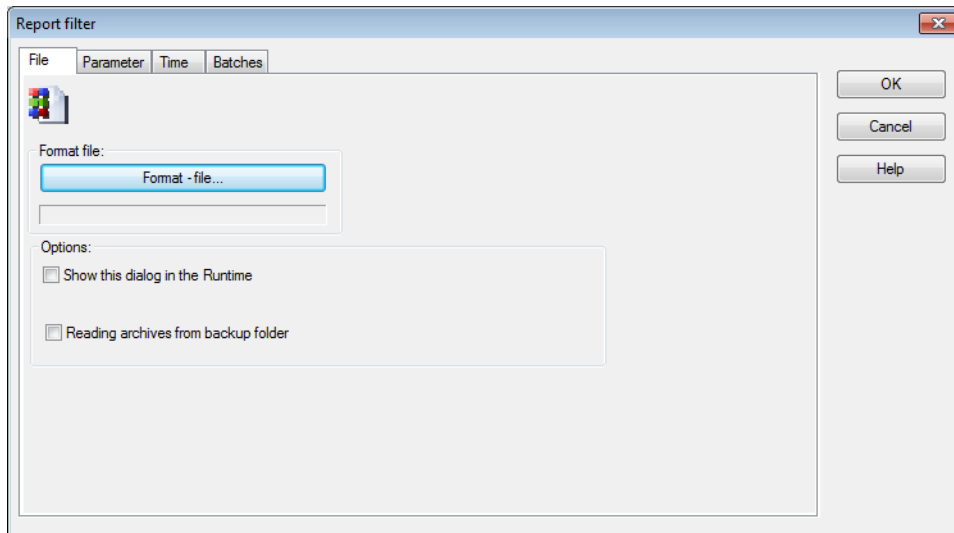 Report filter
File Parameter Time Batches
OK
Cancel
Help
Format file:
Format - file...
Options:
Show this dialog in the Runtime
Reading archives from backup folder